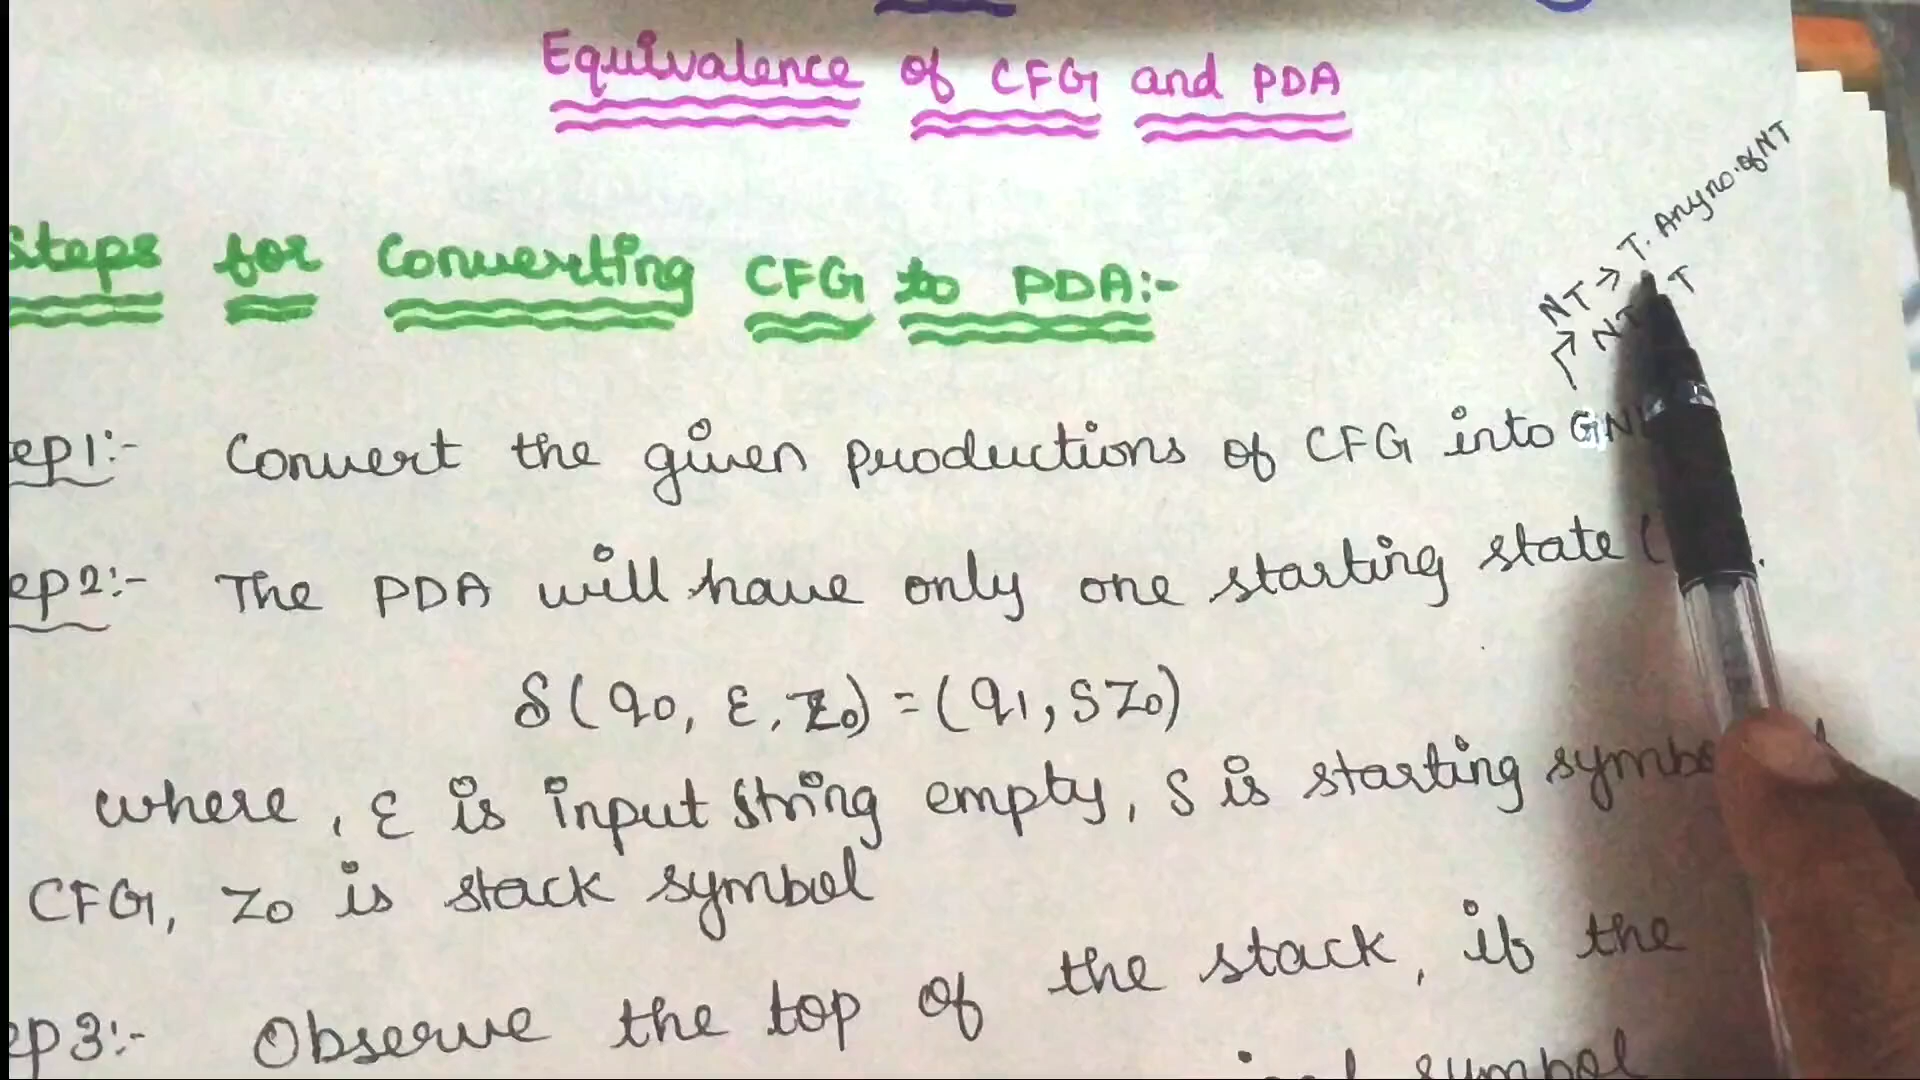 Equivalence of CFG and PDA
steps for Converting CFG to PDA:-
NT → T. Any no. of NT
NT T
ep1:- Convert the given productions of CFG into GN
ep2:- The PDA will have only one starting state (
δ(q0, ε, z0) = (q1, SZ0)
where, ε is input string empty, S is starting symbo
CFG, Z0 is stack symbol
ep3:- Observe the top of the stack, if the
symbol